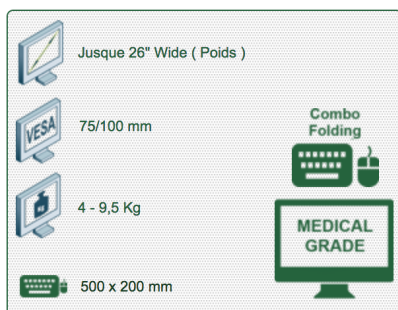 Jusque 26" Wide ( Poids )
VESA
75/100 mm
Combo
Folding
KG
4 - 9,5 Kg
MEDICAL
GRADE
500 x 200 mm